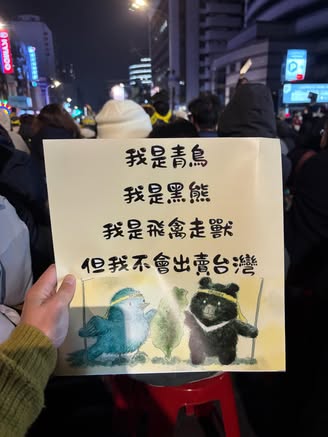 我是青鳥
我是黑熊
我是飛禽走獸
但我不會出賣台灣